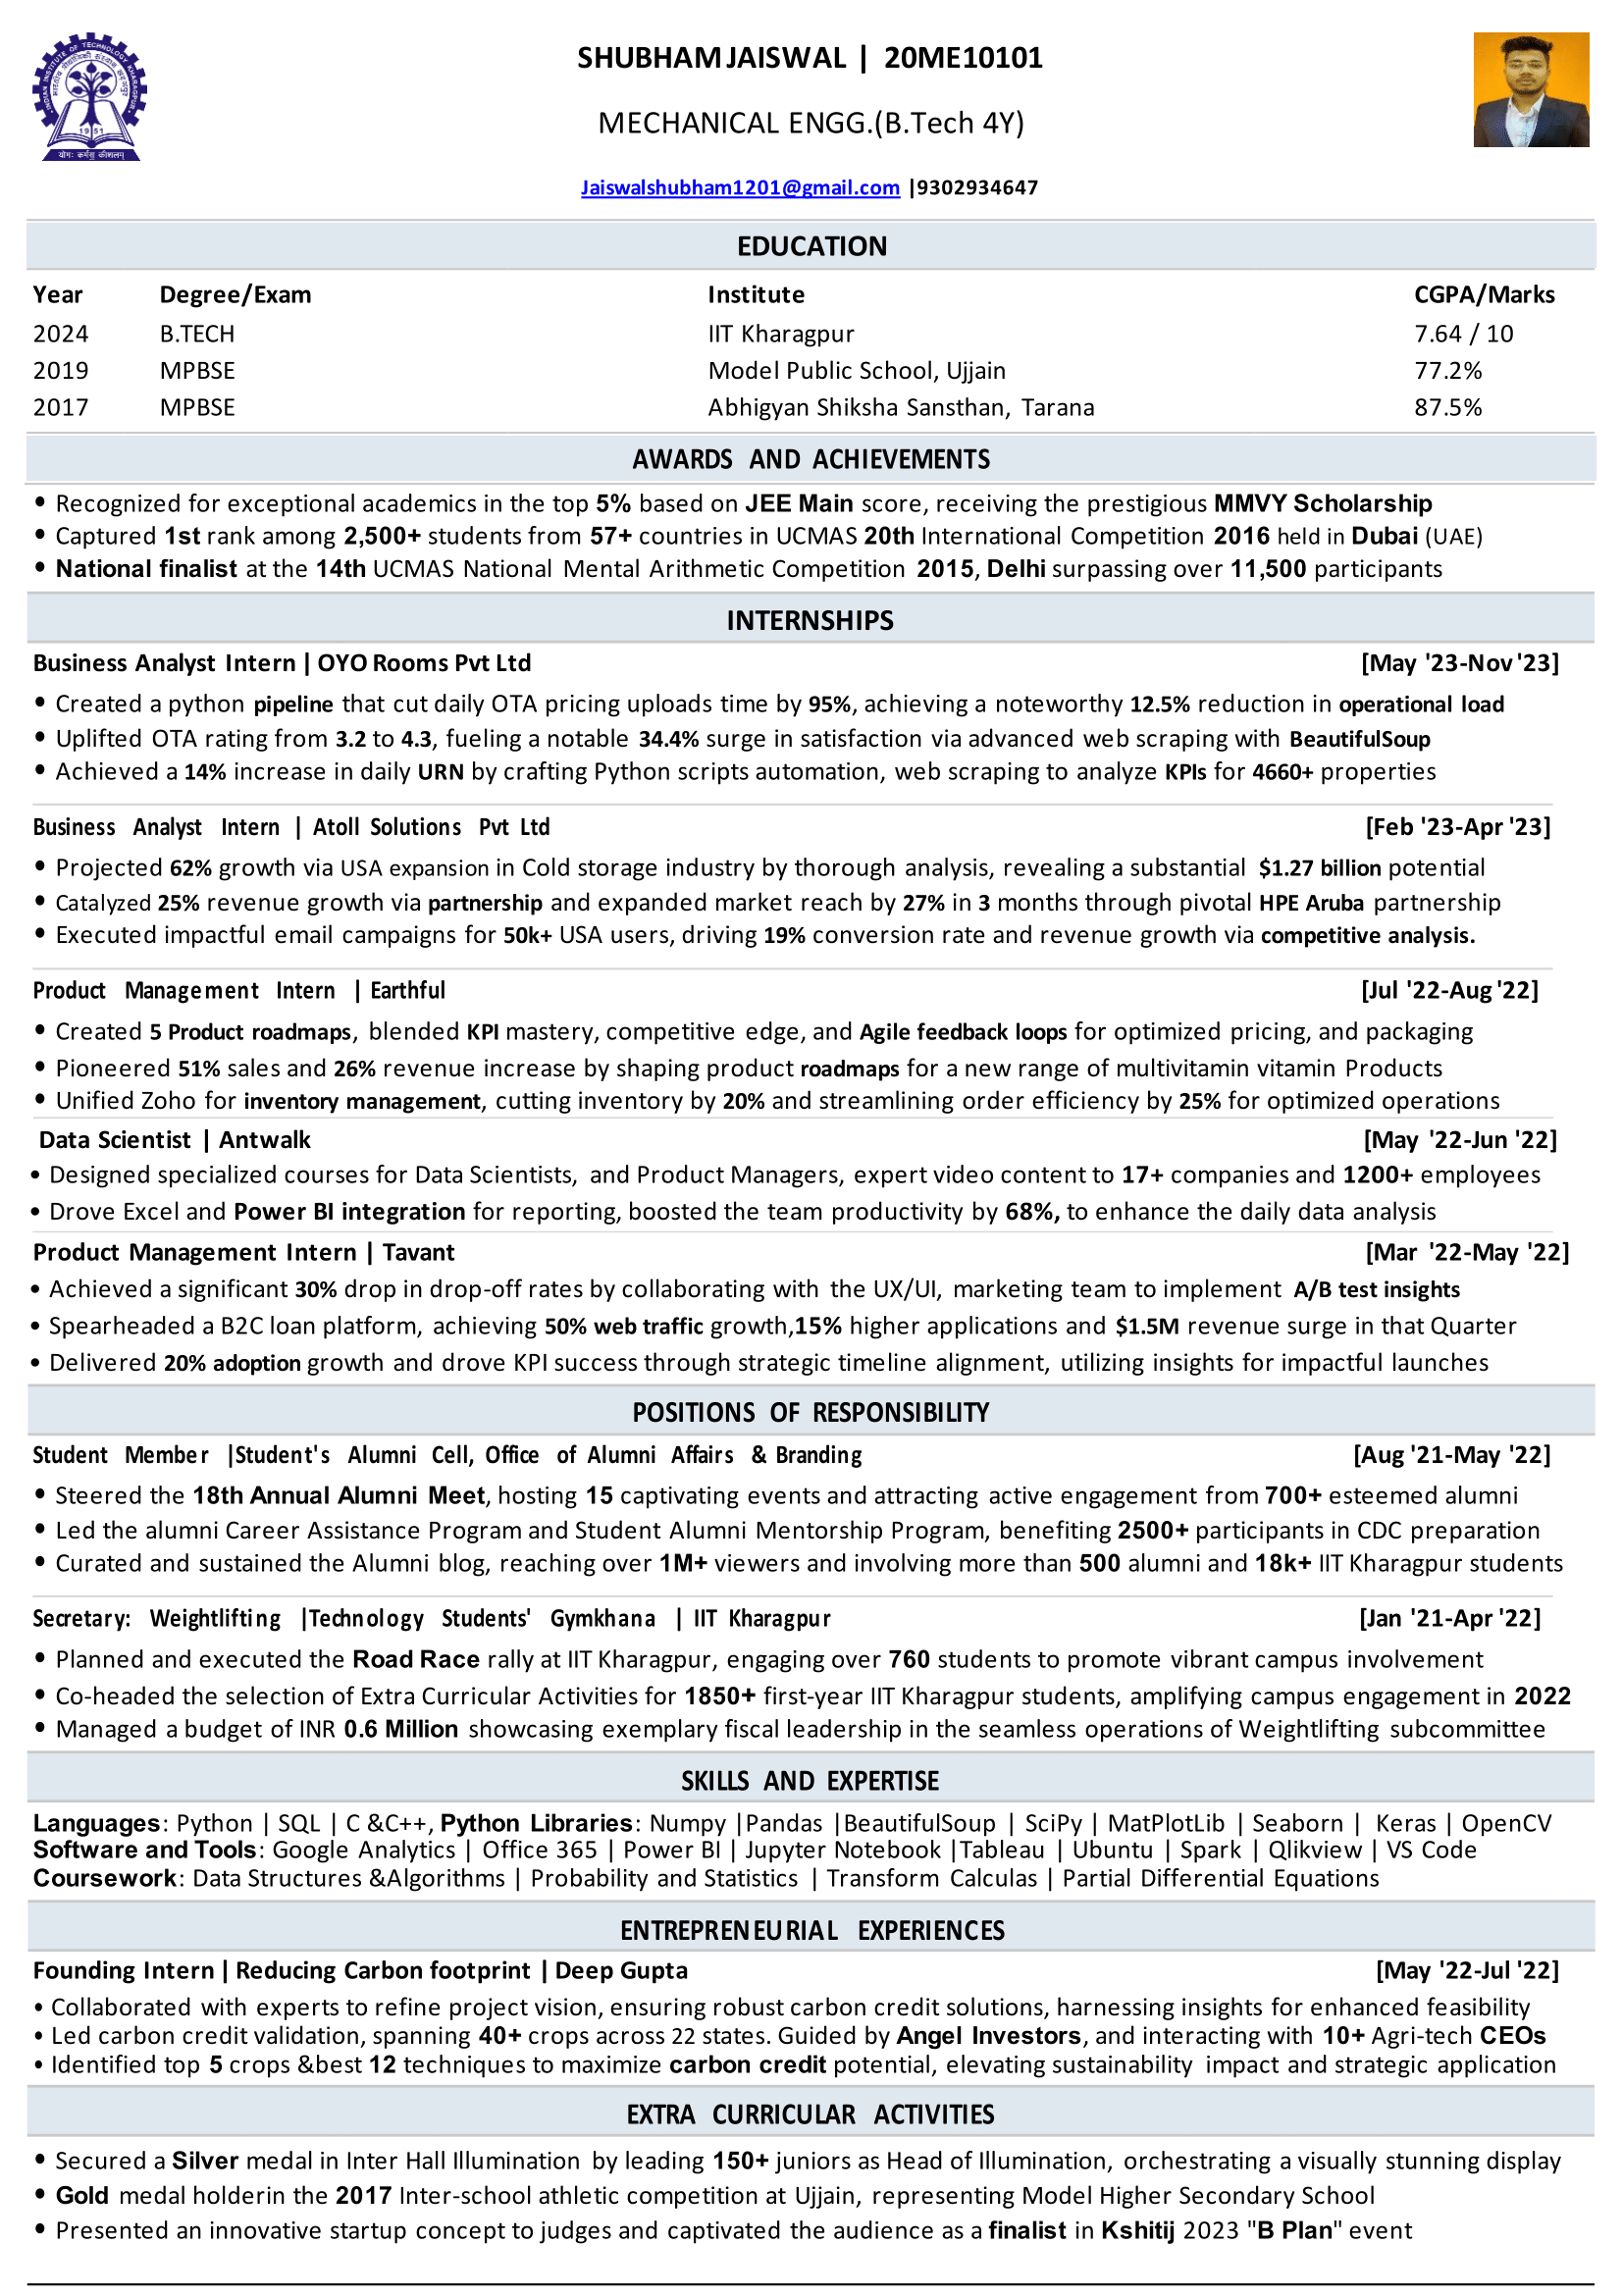 INDIAN INSTITUTE OF TECHNOLOGY KHARAGPUR
1951
योगः कर्मसु कौशलम्
SHUBHAM JAISWAL | 20ME10101
MECHANICAL ENGG.(B.Tech 4Y)
Jaiswalshubham1201@gmail.com |9302934647
EDUCATION
Year Degree/Exam Institute CGPA/Marks
2024 B.TECH IIT Kharagpur 7.64 / 10
2019 MPBSE Model Public School, Ujjain 77.2%
2017 MPBSE Abhigyan Shiksha Sansthan, Tarana 87.5%
AWARDS AND ACHIEVEMENTS
• Recognized for exceptional academics in the top 5% based on JEE Main score, receiving the prestigious MMVY Scholarship
• Captured 1st rank among 2,500+ students from 57+ countries in UCMAS 20th International Competition 2016 held in Dubai (UAE)
• National finalist at the 14th UCMAS National Mental Arithmetic Competition 2015, Delhi surpassing over 11,500 participants
INTERNSHIPS
Business Analyst Intern | OYO Rooms Pvt Ltd [May '23-Nov '23]
• Created a python pipeline that cut daily OTA pricing uploads time by 95%, achieving a noteworthy 12.5% reduction in operational load
• Uplifted OTA rating from 3.2 to 4.3, fueling a notable 34.4% surge in satisfaction via advanced web scraping with BeautifulSoup
• Achieved a 14% increase in daily URN by crafting Python scripts automation, web scraping to analyze KPIs for 4660+ properties
Business Analyst Intern | Atoll Solutions Pvt Ltd [Feb '23-Apr '23]
• Projected 62% growth via USA expansion in Cold storage industry by thorough analysis, revealing a substantial $1.27 billion potential
• Catalyzed 25% revenue growth via partnership and expanded market reach by 27% in 3 months through pivotal HPE Aruba partnership
• Executed impactful email campaigns for 50k+ USA users, driving 19% conversion rate and revenue growth via competitive analysis.
Product Management Intern | Earthful [Jul '22-Aug '22]
• Created 5 Product roadmaps, blended KPI mastery, competitive edge, and Agile feedback loops for optimized pricing, and packaging
• Pioneered 51% sales and 26% revenue increase by shaping product roadmaps for a new range of multivitamin vitamin Products
• Unified Zoho for inventory management, cutting inventory by 20% and streamlining order efficiency by 25% for optimized operations
Data Scientist | Antwalk [May '22-Jun '22]
• Designed specialized courses for Data Scientists, and Product Managers, expert video content to 17+ companies and 1200+ employees
• Drove Excel and Power BI integration for reporting, boosted the team productivity by 68%, to enhance the daily data analysis
Product Management Intern | Tavant [Mar '22-May '22]
• Achieved a significant 30% drop in drop-off rates by collaborating with the UX/UI, marketing team to implement A/B test insights
• Spearheaded a B2C loan platform, achieving 50% web traffic growth,15% higher applications and $1.5M revenue surge in that Quarter
• Delivered 20% adoption growth and drove KPI success through strategic timeline alignment, utilizing insights for impactful launches
POSITIONS OF RESPONSIBILITY
Student Member |Student's Alumni Cell, Office of Alumni Affairs & Branding [Aug '21-May '22]
• Steered the 18th Annual Alumni Meet, hosting 15 captivating events and attracting active engagement from 700+ esteemed alumni
• Led the alumni Career Assistance Program and Student Alumni Mentorship Program, benefiting 2500+ participants in CDC preparation
• Curated and sustained the Alumni blog, reaching over 1M+ viewers and involving more than 500 alumni and 18k+ IIT Kharagpur students
Secretary: Weightlifting |Technology Students' Gymkhana | IIT Kharagpur [Jan '21-Apr '22]
• Planned and executed the Road Race rally at IIT Kharagpur, engaging over 760 students to promote vibrant campus involvement
• Co-headed the selection of Extra Curricular Activities for 1850+ first-year IIT Kharagpur students, amplifying campus engagement in 2022
• Managed a budget of INR 0.6 Million showcasing exemplary fiscal leadership in the seamless operations of Weightlifting subcommittee
SKILLS AND EXPERTISE
Languages: Python | SQL | C &C++, Python Libraries: Numpy |Pandas |BeautifulSoup | SciPy | MatPlotLib | Seaborn | Keras | OpenCV
Software and Tools: Google Analytics | Office 365 | Power BI | Jupyter Notebook |Tableau | Ubuntu | Spark | Qlikview | VS Code
Coursework: Data Structures &Algorithms | Probability and Statistics | Transform Calculas | Partial Differential Equations
ENTREPRENEURIAL EXPERIENCES
Founding Intern | Reducing Carbon footprint | Deep Gupta [May '22-Jul '22]
• Collaborated with experts to refine project vision, ensuring robust carbon credit solutions, harnessing insights for enhanced feasibility
• Led carbon credit validation, spanning 40+ crops across 22 states. Guided by Angel Investors, and interacting with 10+ Agri-tech CEOs
• Identified top 5 crops &best 12 techniques to maximize carbon credit potential, elevating sustainability impact and strategic application
EXTRA CURRICULAR ACTIVITIES
• Secured a Silver medal in Inter Hall Illumination by leading 150+ juniors as Head of Illumination, orchestrating a visually stunning display
• Gold medal holderin the 2017 Inter-school athletic competition at Ujjain, representing Model Higher Secondary School
• Presented an innovative startup concept to judges and captivated the audience as a finalist in Kshitij 2023 "B Plan" event